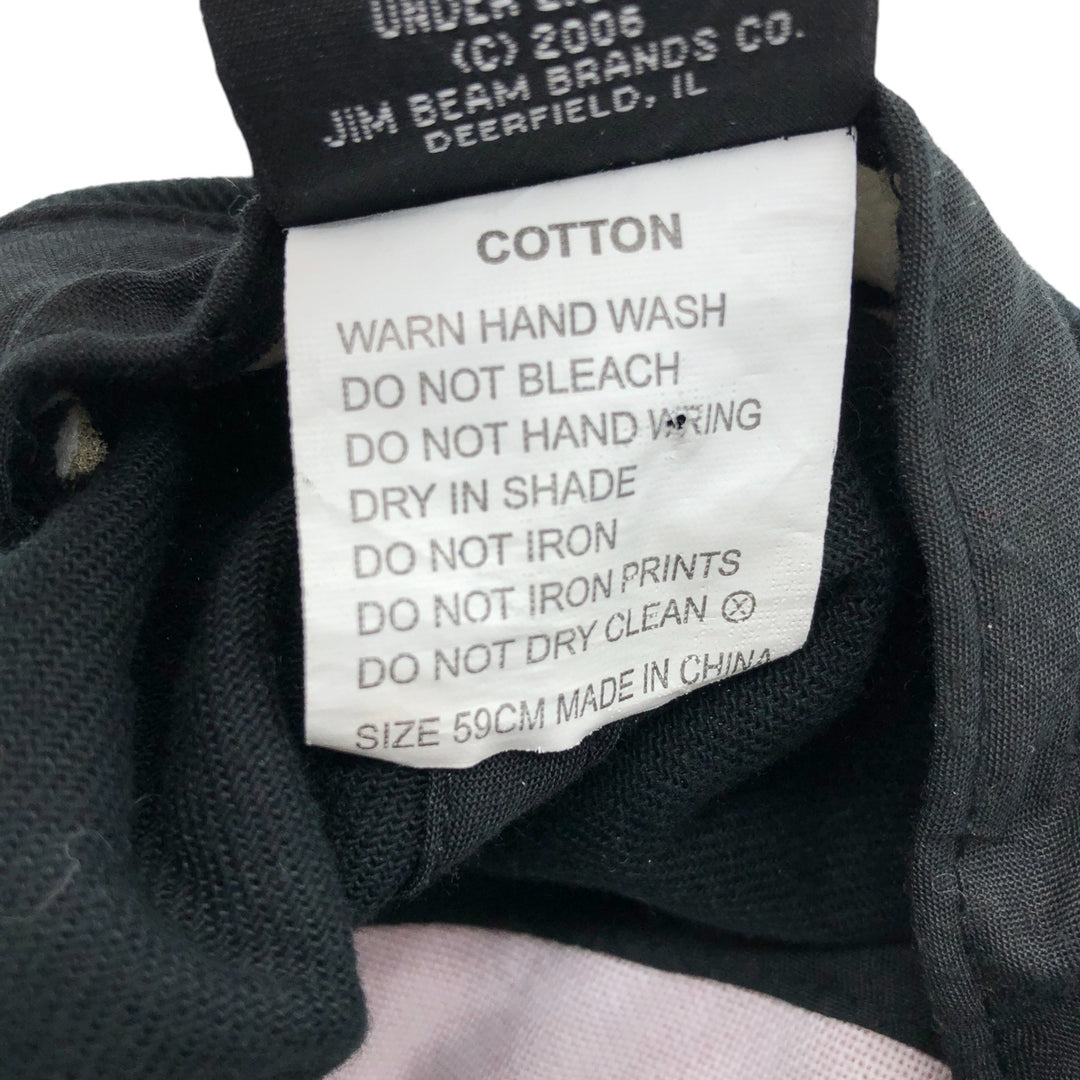 UNDER
(C) 2006
JIM BEAM BRANDS CO.
DEERFIELD, IL
COTTON
WARN HAND WASH
DO NOT BLEACH
DO NOT HAND WRING
DRY IN SHADE
DO NOT IRON
DO NOT IRON PRINTS
DO NOT DRY CLEAN
SIZE 59CM MADE IN CHINA